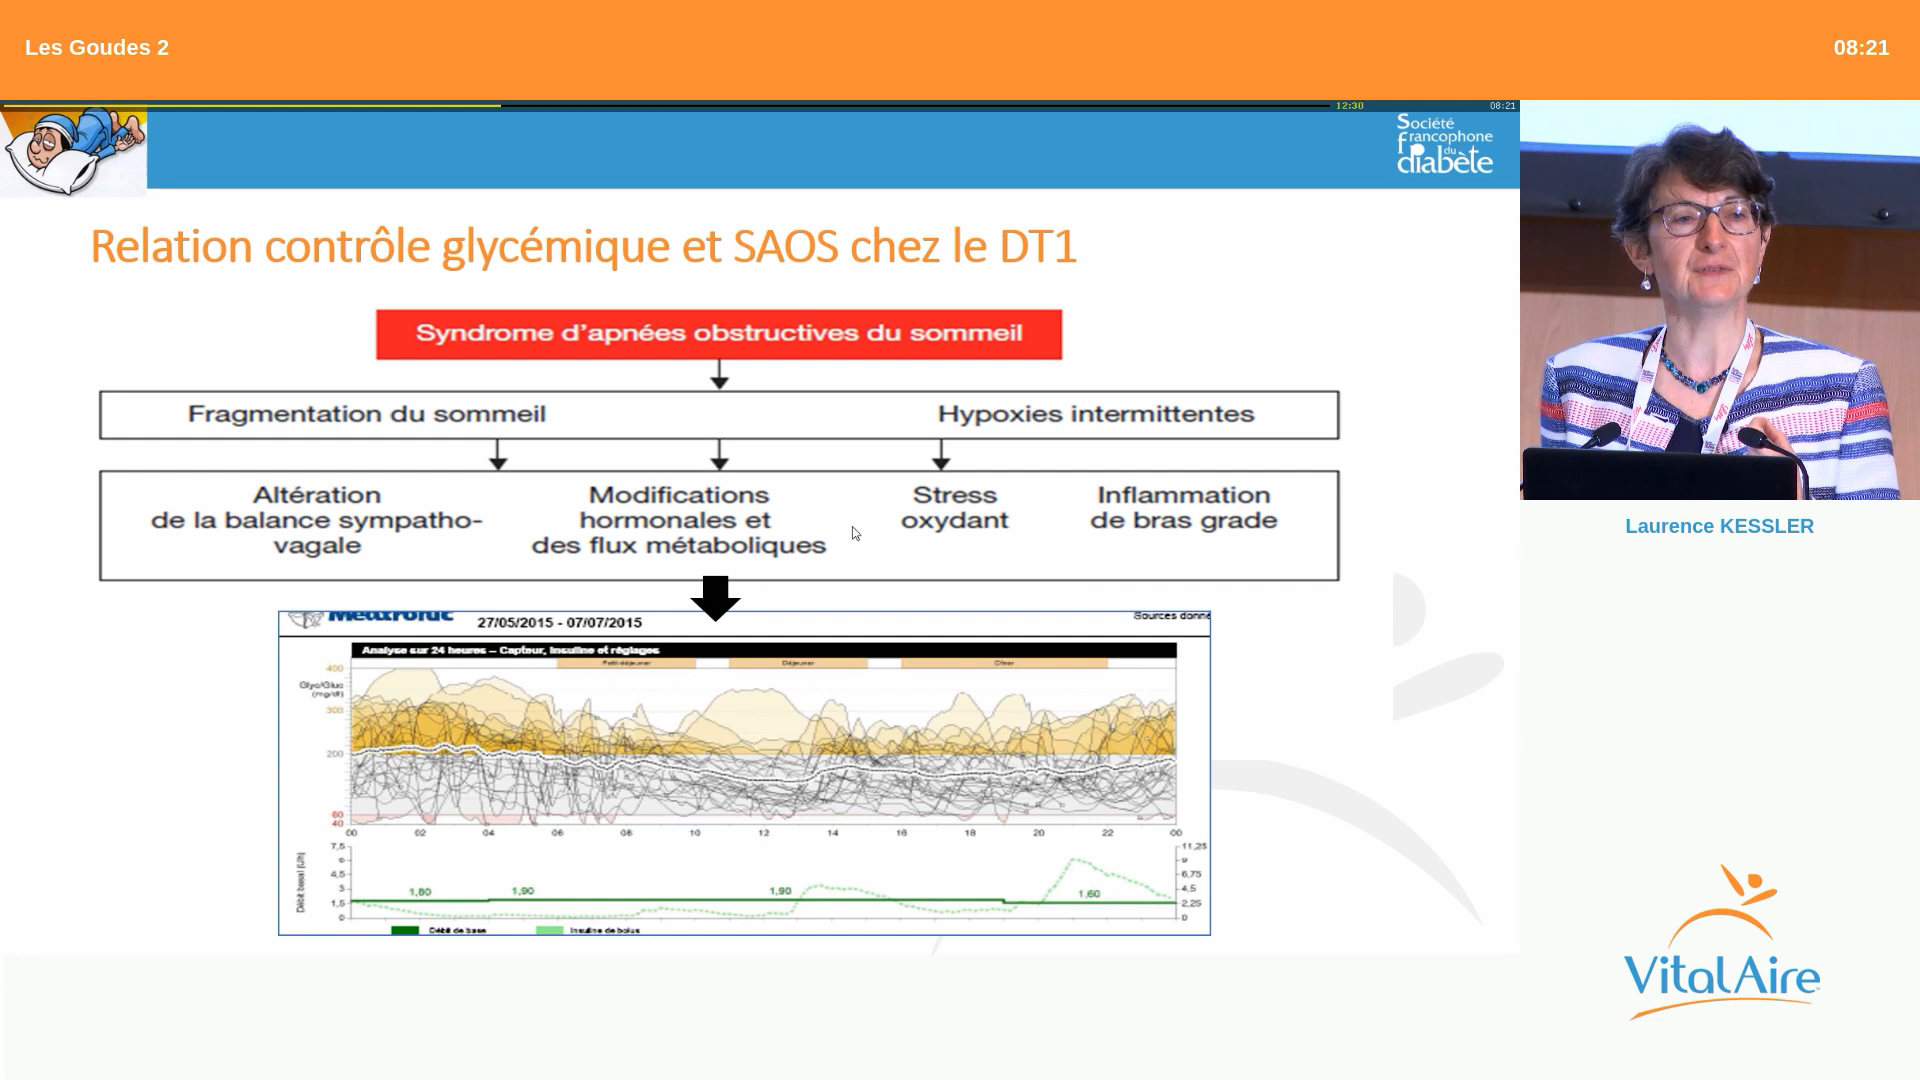 Les Goudes 2
08:21
12:30
08:21
Société
francophone
du
diabète
Relation contrôle glycémique et SAOS chez le DT1
Syndrome d'apnées obstructives du sommeil
Fragmentation du sommeil
Hypoxies intermittentes
Altération
de la balance sympatho-
vagale
Modifications
hormonales et
des flux métaboliques
Stress
oxydant
Inflammation
de bras grade
Laurence KESSLER
Medtronic
27/05/2015 - 07/07/2015
Sources donné
Analyse sur 24 heures – Capteur, insuline et réglages
Petit déjeuner
Déjeuner
Dîner
Glyc/Gluc
(mg/dl)
400
300
200
60
40
00 02 04 06 08 10 12 14 16 18 20 22 00
Débit basal (U/h)
7,5
6
4,5
3
1,5
0
1,80
1,90
1,90
1,60
11,25
9
6,75
4,5
2,25
0
Débit de base
Insuline de bolus
VitalAire